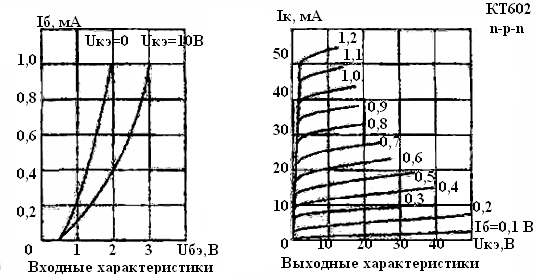 Iб, мА
Uкэ=0 Uкэ=10В
1,0
0,8
0,6
0,4
0,2
0 1 2 3 Uбэ,В
Входные характеристики
Iк, мА
КТ602
n-p-n
50
40
30
20
10
0
1,2
1,1
1,0
0,9
0,8
0,7
0,6
0,5
0,4
0,3
0,2
Iб=0,1 В
10 20 30 40 Uкэ,В
Выходные характеристики